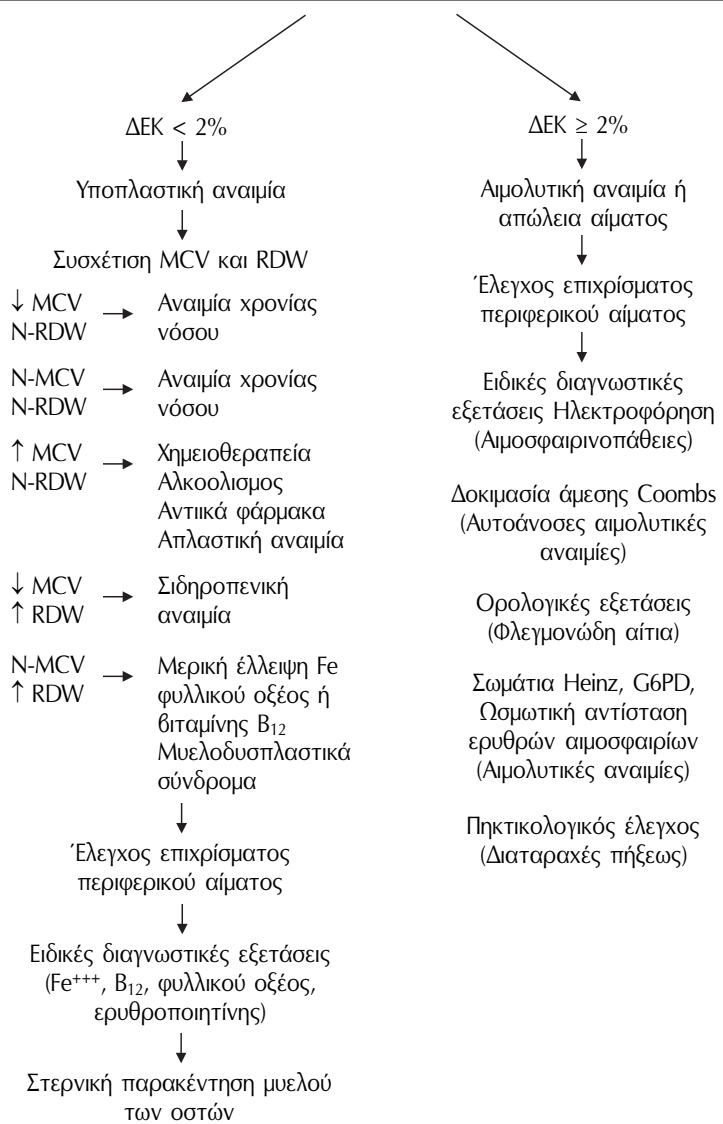 ΔΕΚ < 2%
Υποπλαστική αναιμία
Συσχέτιση MCV και RDW
↓ MCV → Αναιμία χρονίας
N-RDW νόσου
N-MCV → Αναιμία χρονίας
N-RDW νόσου
↑ MCV → Χημειοθεραπεία
N-RDW Αλκοολισμος
Αντιικά φάρμακα
Απλαστική αναιμία
↓ MCV → Σιδηροπενική
↑ RDW αναιμία
N-MCV → Μερική έλλειψη Fe
↑ RDW φυλλικού οξέος ή
βιταμίνης B₁₂
Μυελοδυσπλαστικά
σύνδρομα
Έλεγχος επιχρίσματος
περιφερικού αίματος
Ειδικές διαγνωστικές εξετάσεις
(Fe⁺⁺⁺, B₁₂, φυλλικού οξέος,
ερυθροποιητίνης)
Στερνική παρακέντηση μυελού
των οστών
ΔΕΚ ≥ 2%
Αιμολυτική αναιμία ή
απώλεια αίματος
Έλεγχος επιχρίσματος
περιφερικού αίματος
Ειδικές διαγνωστικές
εξετάσεις Ηλεκτροφόρηση
(Αιμοσφαιρινοπάθειες)
Δοκιμασία άμεσης Coombs
(Αυτοάνοσες αιμολυτικές
αναιμίες)
Ορολογικές εξετάσεις
(Φλεγμονώδη αίτια)
Σωμάτια Heinz, G6PD,
Ωσμωτική αντίσταση
ερυθρών αιμοσφαιρίων
(Αιμολυτικές αναιμίες)
Πηκτικολογικός έλεγχος
(Διαταραχές πήξεως)